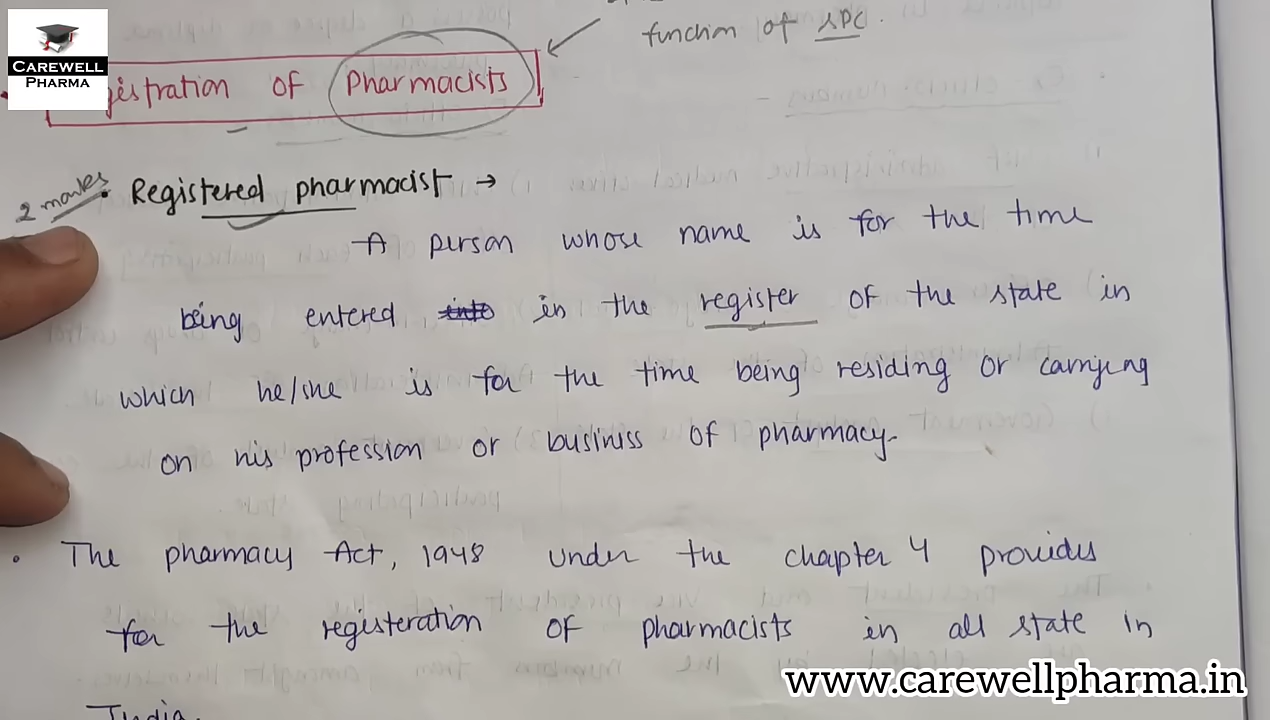 function of SPC.
CAREWELL
PHARMA
gistration of Pharmacists
2 marks
Registered pharmacist →
A person whose name is for the time
being entered into in the register of the state in
which he/she is for the time being residing or carrying
on his profession or businiss of pharmacy.
The pharmacy Act, 1948 under the chapter 4 provides
for the registeration of pharmacists in all state in
India.
www.carewellpharma.in